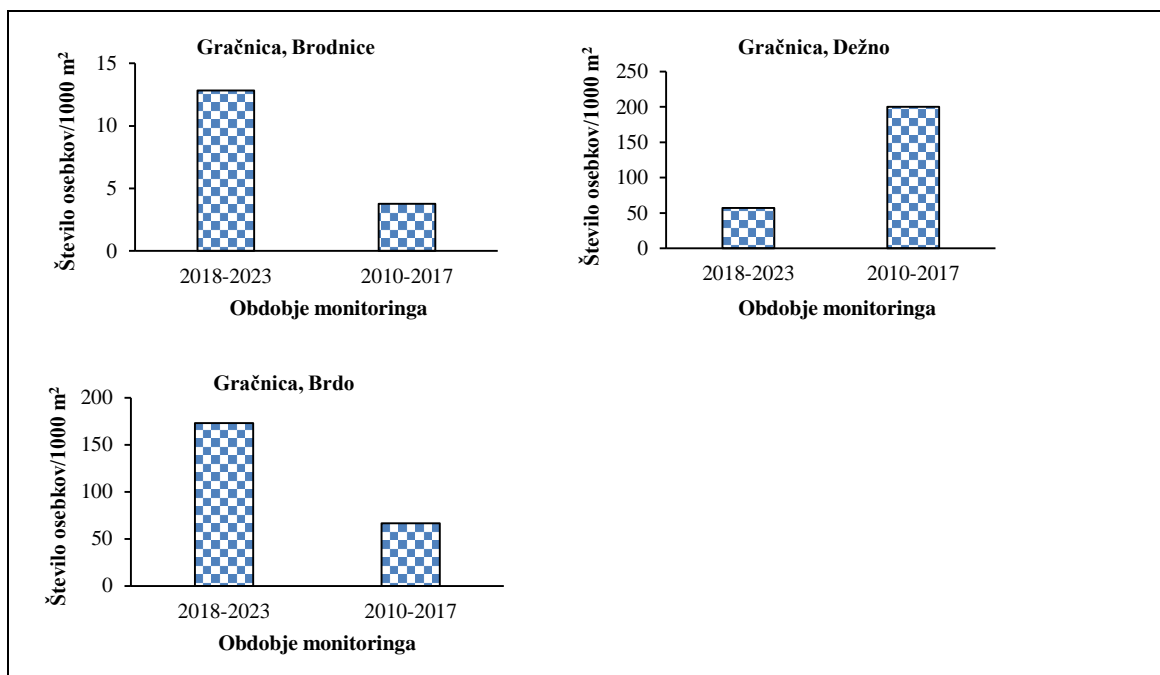 Gračnica, Brodnice
Število osebkov/1000 m²
15
10
5
0
2018-2023
2010-2017
Obdobje monitoringa
Gračnica, Dežno
Število osebkov/1000 m²
250
200
150
100
50
0
2018-2023
2010-2017
Obdobje monitoringa
Gračnica, Brdo
Število osebkov/1000 m²
200
150
100
50
0
2018-2023
2010-2017
Obdobje monitoringa